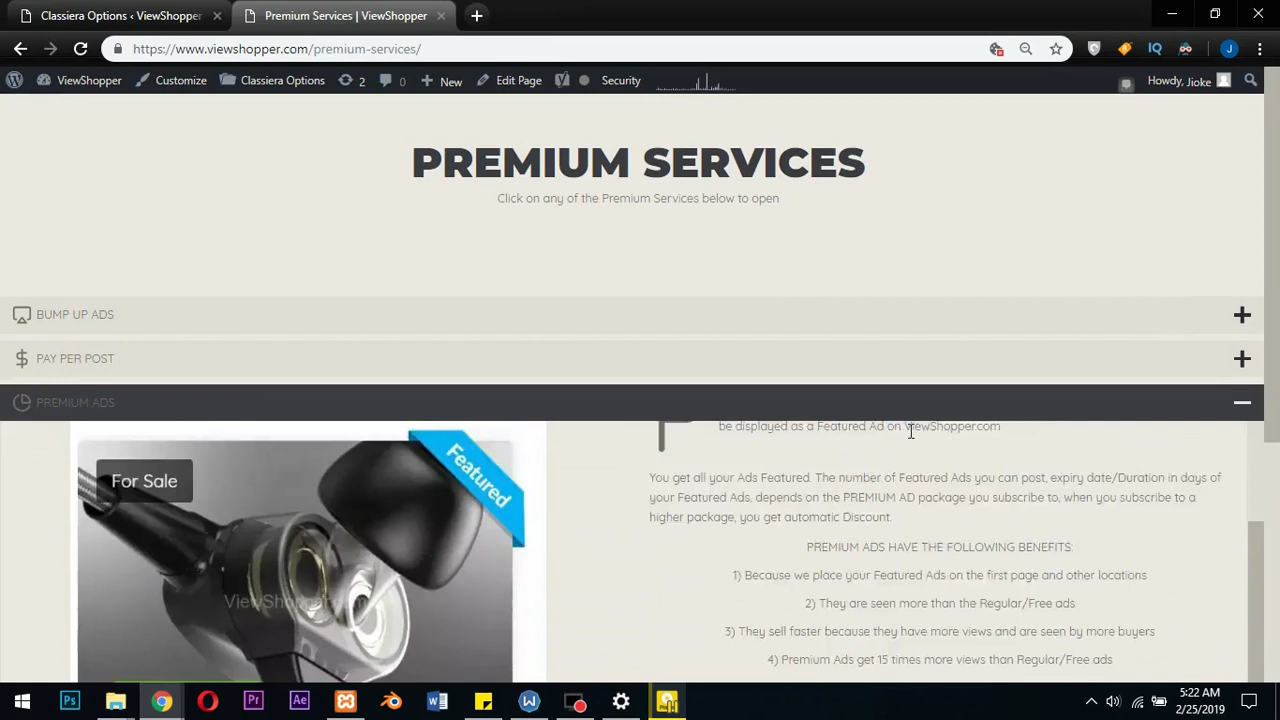 Classiera Options ‹ ViewShopper
Premium Services | ViewShopper
https://www.viewshopper.com/premium-services/
IQ
J
ViewShopper
Customize
Classiera Options
2
0
New
Edit Page
Security
Howdy, Jioke
PREMIUM SERVICES
Click on any of the Premium Services below to open
BUMP UP ADS
PAY PER POST
PREMIUM ADS
be displayed as a Featured Ad on ViewShopper.com
For Sale
Featured
You get all your Ads Featured. The number of Featured Ads you can post, expiry date/Duration in days of
your Featured Ads, depends on the PREMIUM AD package you subscribe to, when you subscribe to a
higher package, you get automatic Discount.
PREMIUM ADS HAVE THE FOLLOWING BENEFITS:
1) Because we place your Featured Ads on the first page and other locations
2) They are seen more than the Regular/Free ads
3) They sell faster because they have more views and are seen by more buyers
4) Premium Ads get 15 times more views than Regular/Free ads
Ps
Pr
Ae
5:22 AM
2/25/2019